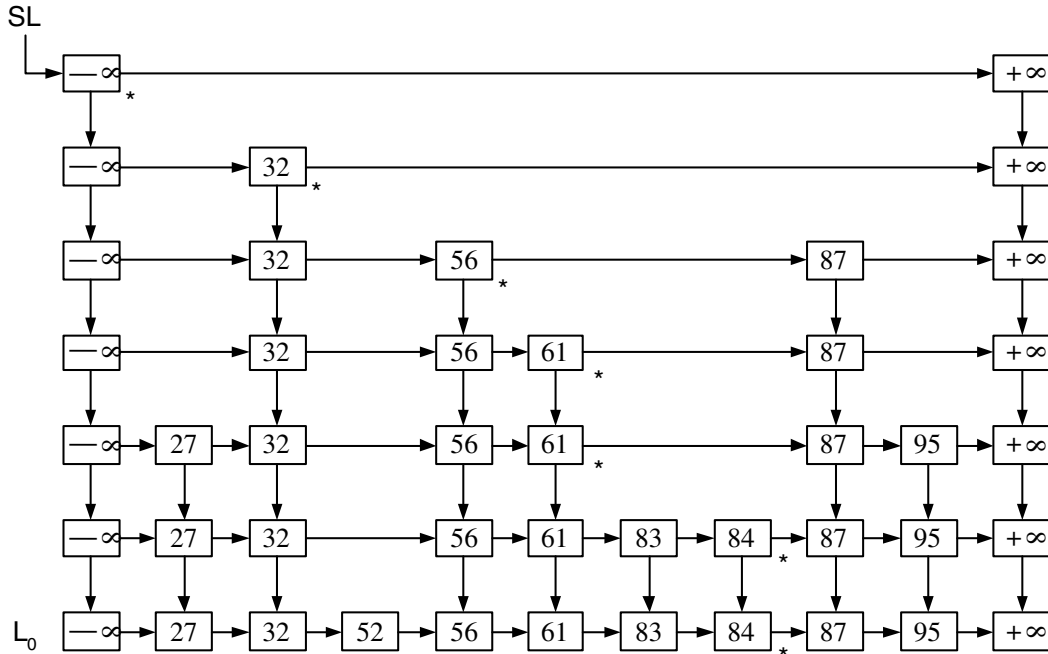 SL
−∞ +∞
*
−∞ 32 +∞
*
−∞ 32 56 87 +∞
*
−∞ 32 56 61 87 +∞
*
−∞ 27 32 56 61 87 95 +∞
*
−∞ 27 32 56 61 83 84 87 95 +∞
*
L₀ −∞ 27 32 52 56 61 83 84 87 95 +∞
*